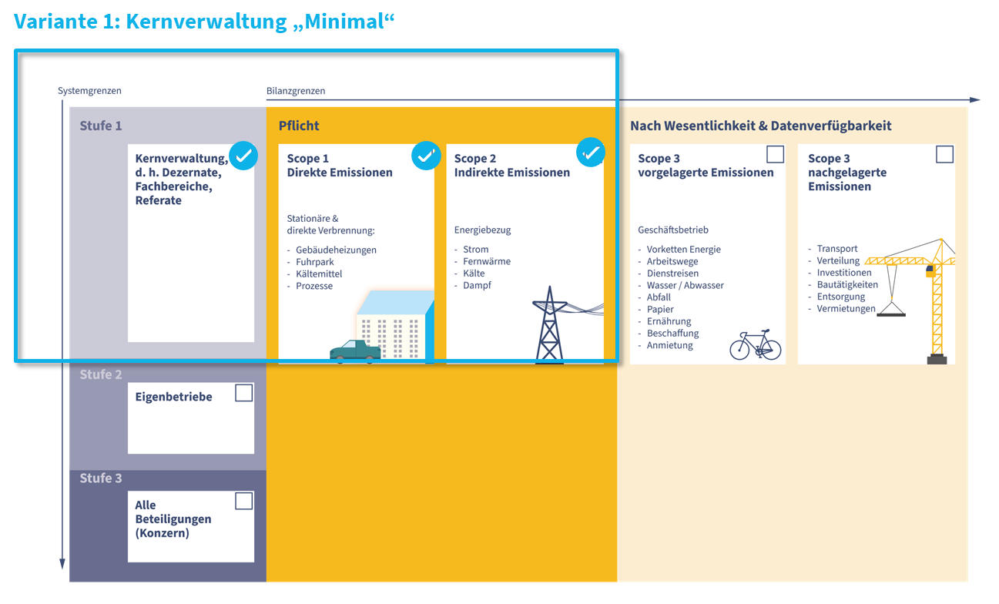 Variante 1: Kernverwaltung „Minimal“
Systemgrenzen
Bilanzgrenzen
Stufe 1
Kernverwaltung,
d. h. Dezernate,
Fachbereiche,
Referate
Pflicht
Scope 1
Direkte Emissionen
Stationäre &
direkte Verbrennung:
- Gebäudeheizungen
- Fuhrpark
- Kältemittel
- Prozesse
Scope 2
Indirekte Emissionen
Energiebezug
- Strom
- Fernwärme
- Kälte
- Dampf
Nach Wesentlichkeit & Datenverfügbarkeit
Scope 3
vorgelagerte Emissionen
Geschäftsbetrieb
- Vorketten Energie
- Arbeitswege
- Dienstreisen
- Wasser / Abwasser
- Abfall
- Papier
- Ernährung
- Beschaffung
- Anmietung
Scope 3
nachgelagerte
Emissionen
- Transport
- Verteilung
- Investitionen
- Bautätigkeiten
- Entsorgung
- Vermietungen
Stufe 2
Eigenbetriebe
Stufe 3
Alle
Beteiligungen
(Konzern)